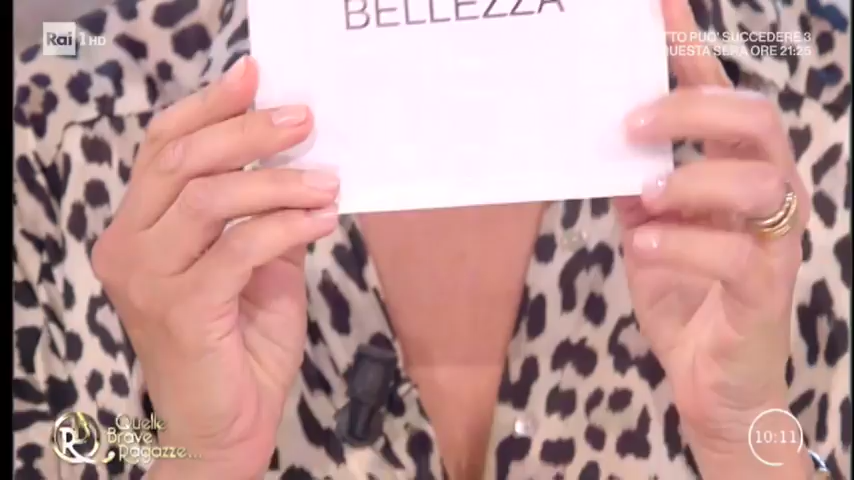 BELLEZZA
Rai 1 HD
TTO PUO' SUCCEDERE 3
QUESTA SERA ORE 21:25
Quelle
Brave
Ragazze...
R
10:11